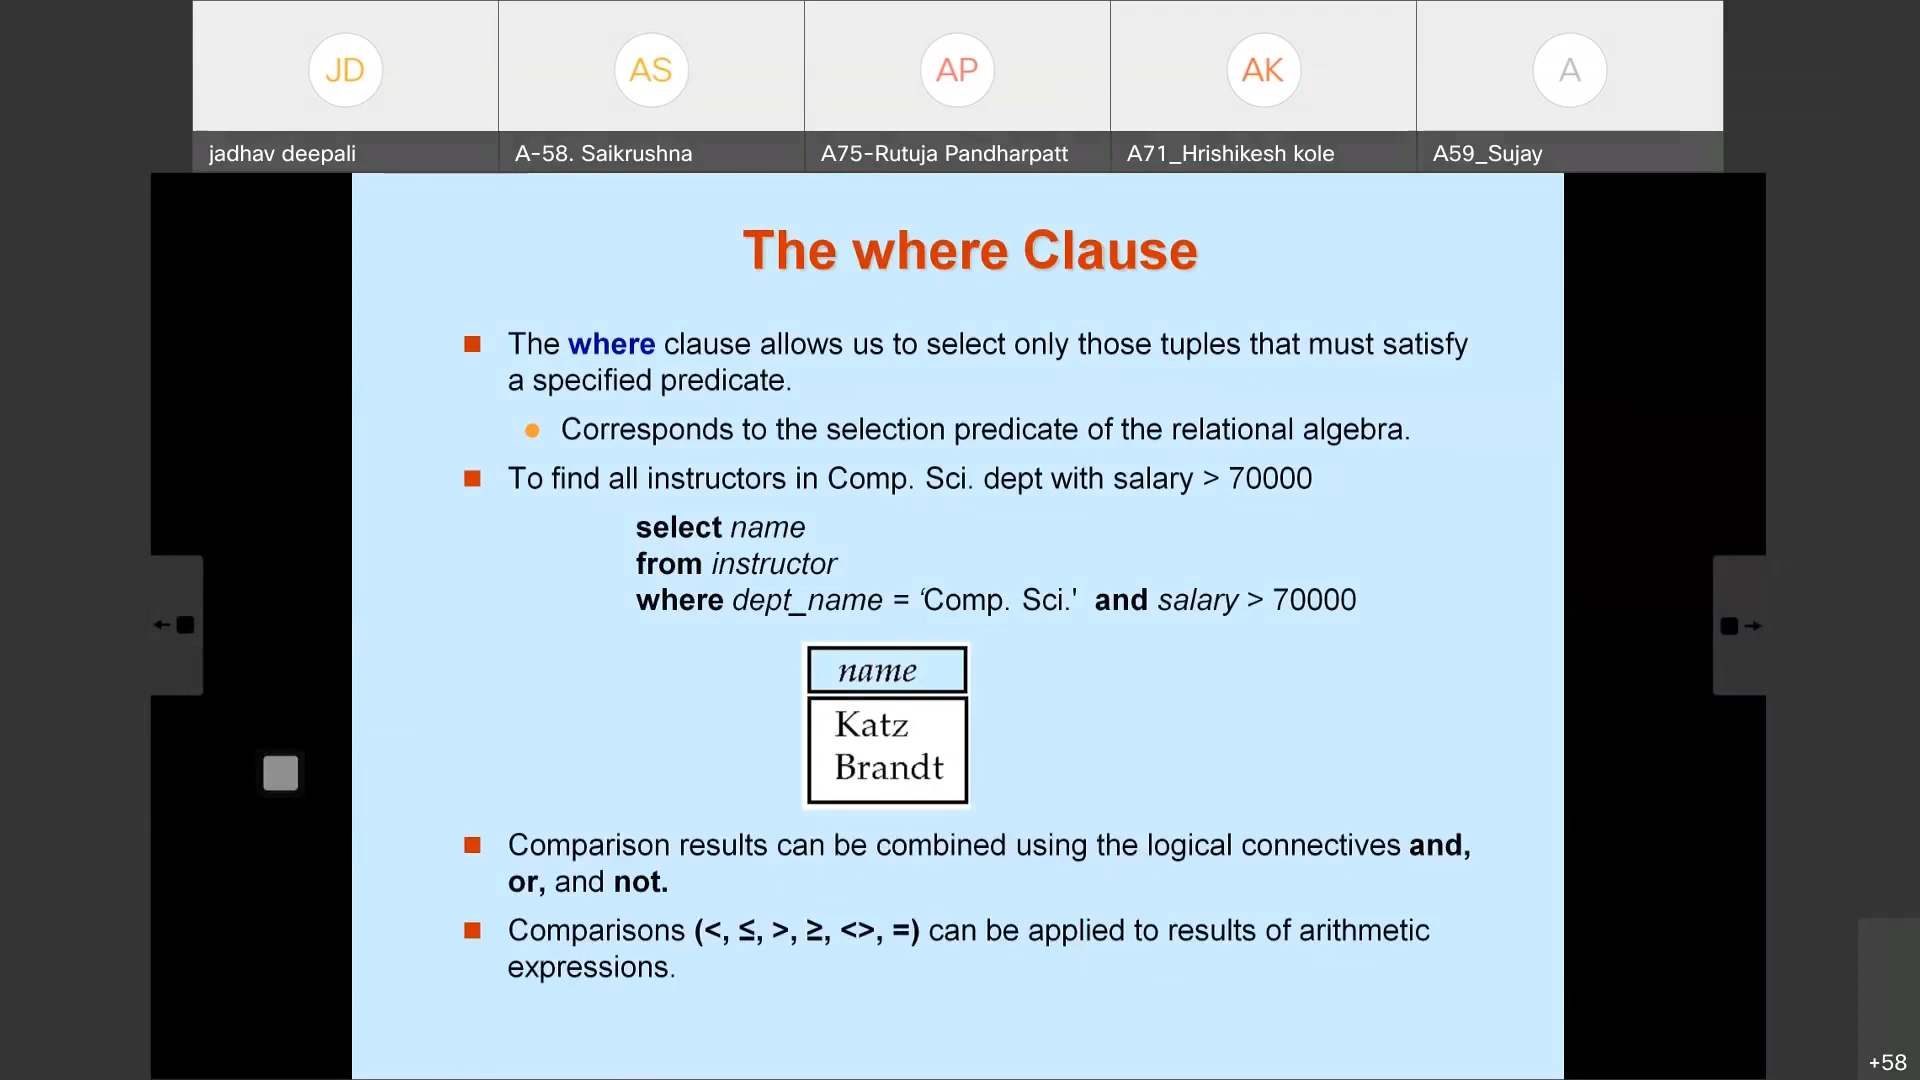 JD
AS
AP
AK
A
jadhav deepali
A-58. Saikrushna
A75-Rutuja Pandharpatt
A71_Hrishikesh kole
A59_Sujay
The where Clause
The where clause allows us to select only those tuples that must satisfy
a specified predicate.
Corresponds to the selection predicate of the relational algebra.
To find all instructors in Comp. Sci. dept with salary > 70000
select name
from instructor
where dept_name = ‘Comp. Sci.' and salary > 70000
name
Katz
Brandt
Comparison results can be combined using the logical connectives and,
or, and not.
Comparisons (<, ≤, >, ≥, <>, =) can be applied to results of arithmetic
expressions.
+58